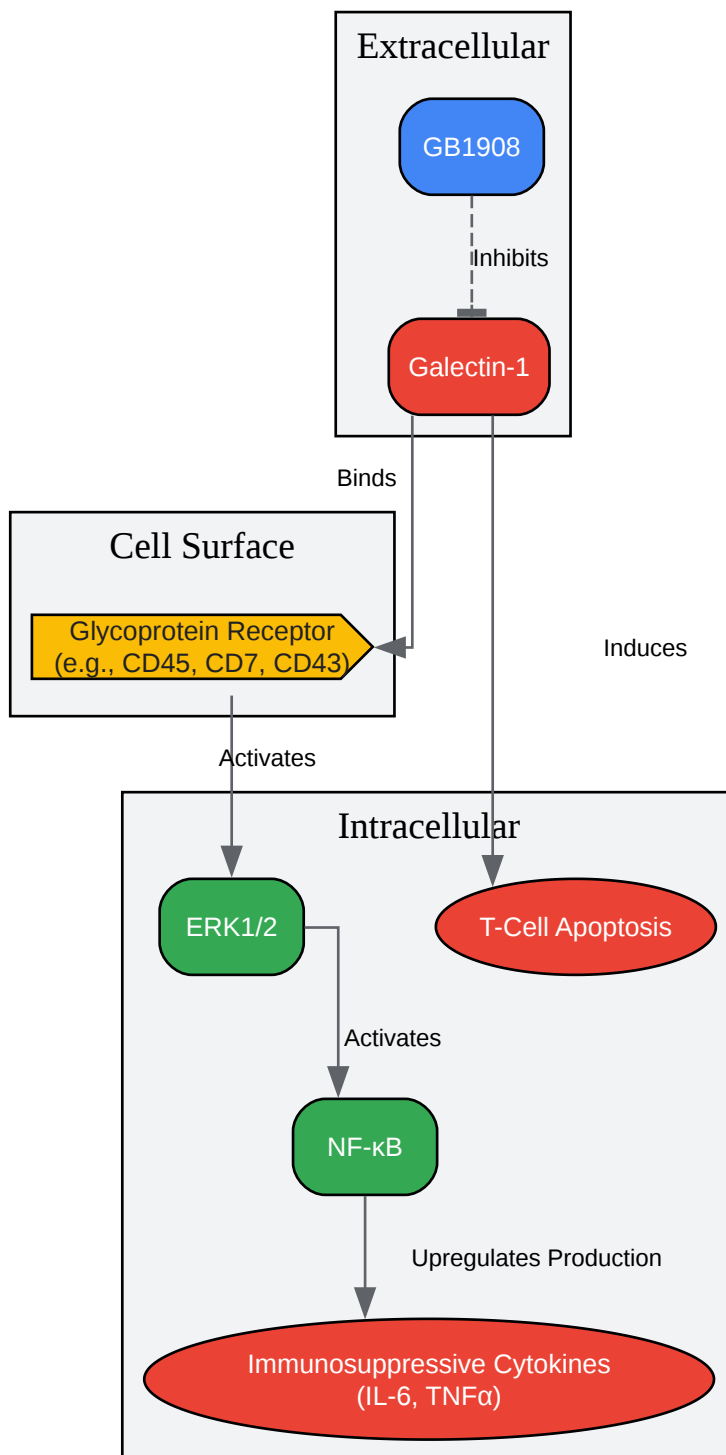 Extracellular
GB1908
Inhibits
Galectin-1
Binds
Cell Surface
Glycoprotein Receptor
(e.g., CD45, CD7, CD43)
Induces
Activates
Intracellular
ERK1/2
T-Cell Apoptosis
Activates
NF-κB
Upregulates Production
Immunosuppressive Cytokines
(IL-6, TNFα)